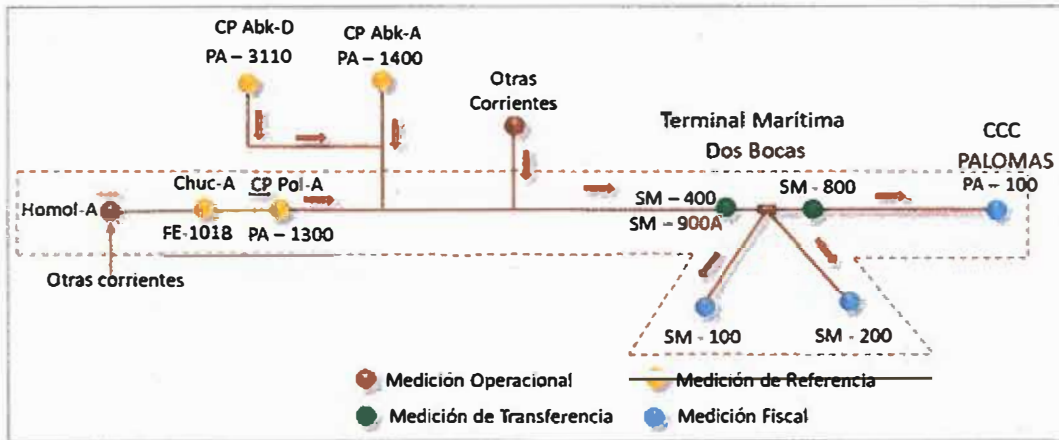 CP Abk-D
PA – 3110
CP Abk-A
PA – 1400
Otras
Corrientes
Terminal Marítima
Dos Bocas
CCC
PALOMAS
PA – 100
Chuc-A
CP Pol-A
SM - 800
SM - 400
Homol-A
SM – 900A
FE-101B
PA – 1300
Otras corrientes
SM - 100
SM - 200
Medición Operacional
Medición de Referencia
Medición de Transferencia
Medición Fiscal